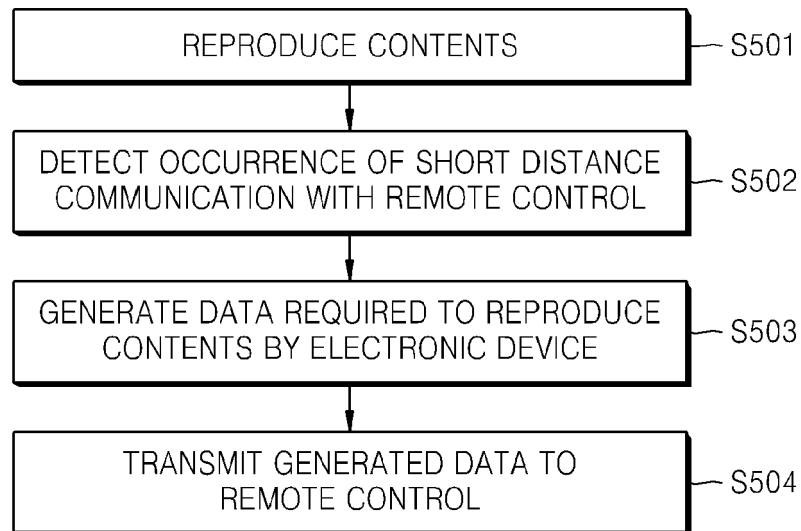 REPRODUCE CONTENTS
S501
DETECT OCCURRENCE OF SHORT DISTANCE
COMMUNICATION WITH REMOTE CONTROL
S502
GENERATE DATA REQUIRED TO REPRODUCE
CONTENTS BY ELECTRONIC DEVICE
S503
TRANSMIT GENERATED DATA TO
REMOTE CONTROL
S504